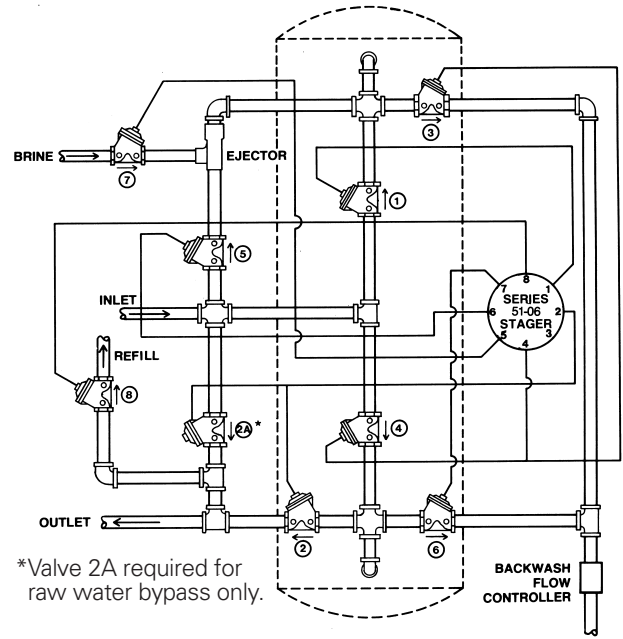 3
BRINE
EJECTOR
7
1
5
8
7
1
SERIES
INLET
6
51-06
2
STAGER
5
3
4
REFILL
8
2A*
4
OUTLET
2
6
*Valve 2A required for
raw water bypass only.
BACKWASH
FLOW
CONTROLLER